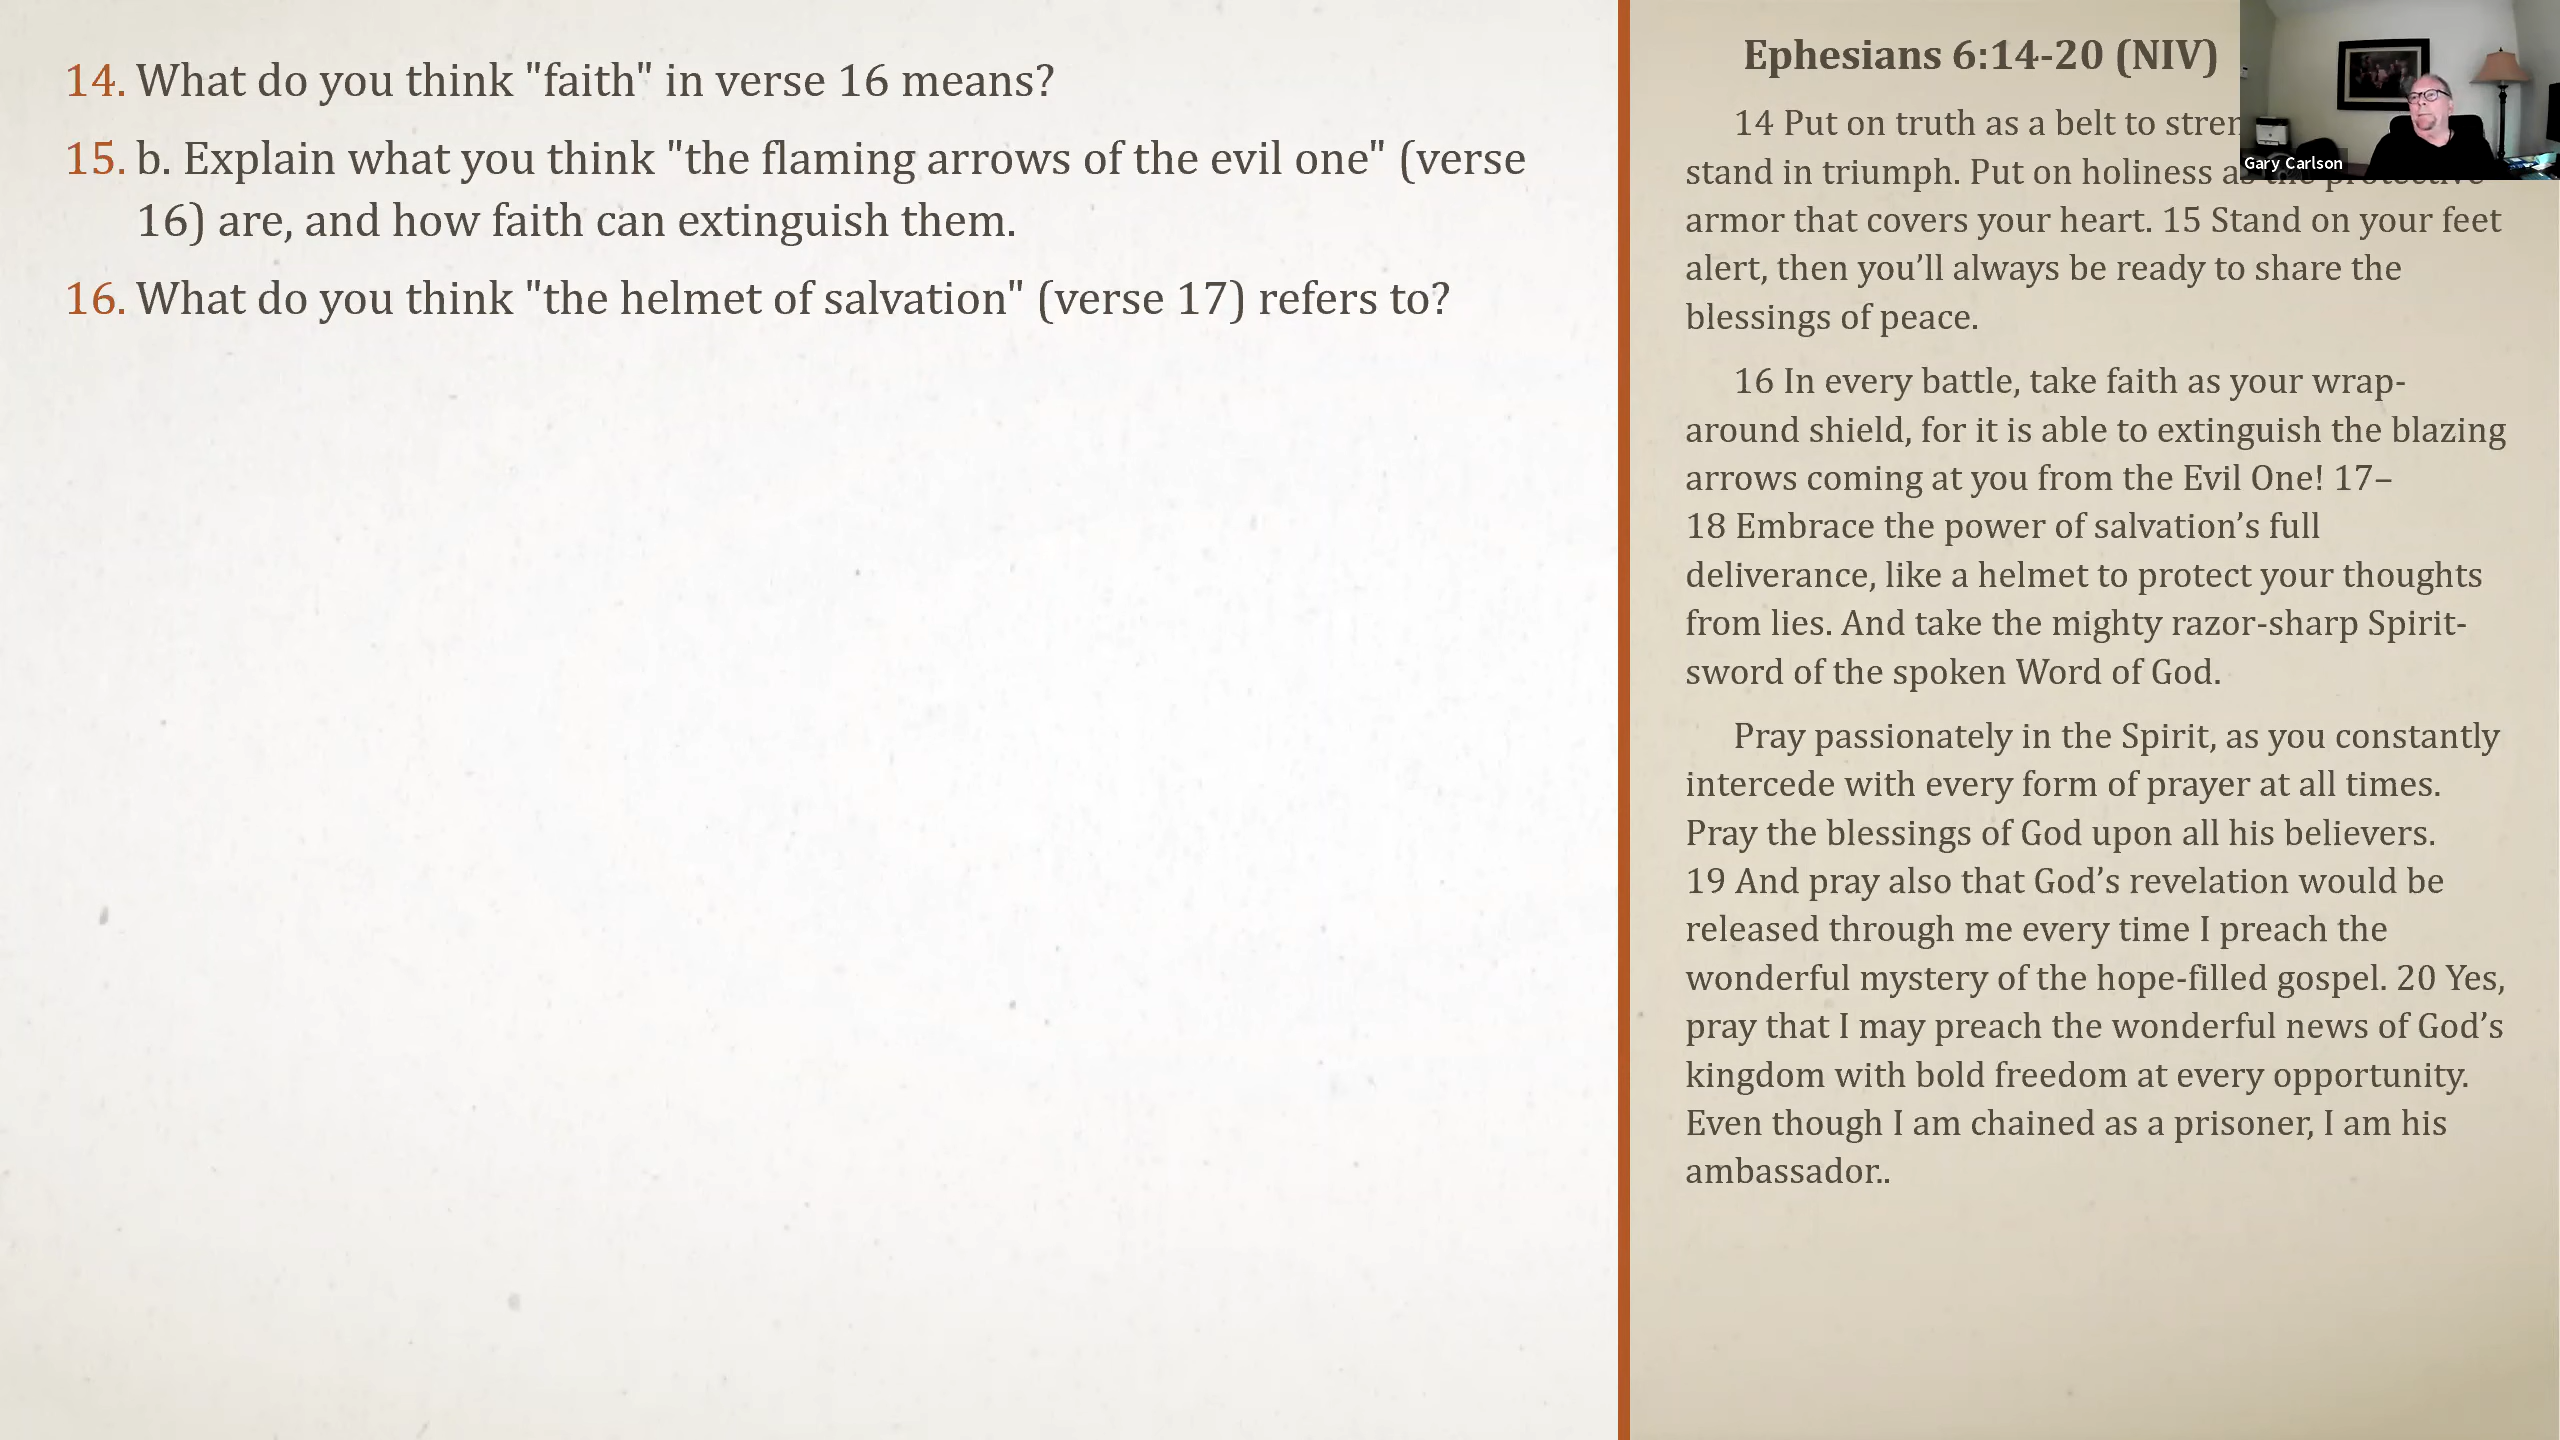 14. What do you think "faith" in verse 16 means?
15. b. Explain what you think "the flaming arrows of the evil one" (verse
16) are, and how faith can extinguish them.
16. What do you think "the helmet of salvation" (verse 17) refers to?
Ephesians 6:14-20 (NIV)
14 Put on truth as a belt to
stand in triumph. Put on holiness as the protective
armor that covers your heart. 15 Stand on your feet
alert, then you’ll always be ready to share the
blessings of peace.
16 In every battle, take faith as your wrap-
around shield, for it is able to extinguish the blazing
arrows coming at you from the Evil One! 17–
18 Embrace the power of salvation’s full
deliverance, like a helmet to protect your thoughts
from lies. And take the mighty razor-sharp Spirit-
sword of the spoken Word of God.
Pray passionately in the Spirit, as you constantly
intercede with every form of prayer at all times.
Pray the blessings of God upon all his believers.
19 And pray also that God’s revelation would be
released through me every time I preach the
wonderful mystery of the hope-filled gospel. 20 Yes,
pray that I may preach the wonderful news of God’s
kingdom with bold freedom at every opportunity.
Even though I am chained as a prisoner, I am his
ambassador..
Gary Carlson